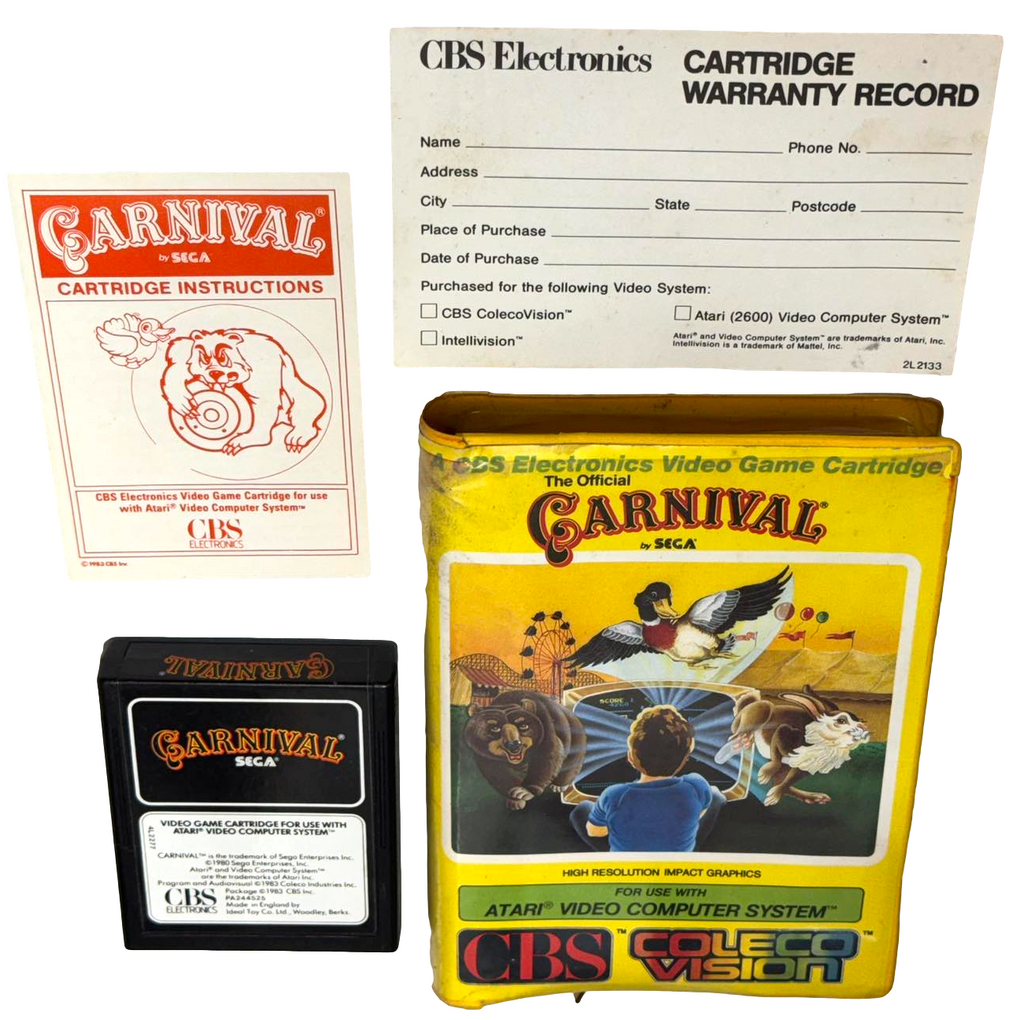 CBS Electronics CARTRIDGE
WARRANTY RECORD
Name Phone No.
Address
City State Postcode
Place of Purchase
Date of Purchase
Purchased for the following Video System:
CBS ColecoVision™ Atari (2600) Video Computer System™
Intellivision™
Atari® and Video Computer System™ are trademarks of Atari, Inc.
Intellivision is a trademark of Mattel, Inc.
2L2133
CARNIVAL®
by SEGA
CARTRIDGE INSTRUCTIONS
CBS Electronics Video Game Cartridge for use
with Atari® Video Computer System™
CBS
ELECTRONICS
©1983 CBS Inc.
A CBS Electronics Video Game Cartridge
The Official
CARNIVAL®
by SEGA®
SCORE 1
HIGH RESOLUTION IMPACT GRAPHICS
FOR USE WITH
ATARI® VIDEO COMPUTER SYSTEM™
CBS™ COLECO VISION™
CARNIVAL®
CARNIVAL®
SEGA®
VIDEO GAME CARTRIDGE FOR USE WITH
ATARI® VIDEO COMPUTER SYSTEM™
4L2277
CARNIVAL™ is the trademark of Sega Enterprises Inc.
©1980 Sega Enterprises, Inc.
Atari® and Video Computer System™
are the trademarks of Atari Inc.
Program and Audiovisual ©1983 Coleco Industries Inc.
Package ©1983 CBS Inc.
PA244525
Made in England by
Ideal Toy Co. Ltd., Woodley, Berks.
CBS
ELECTRONICS